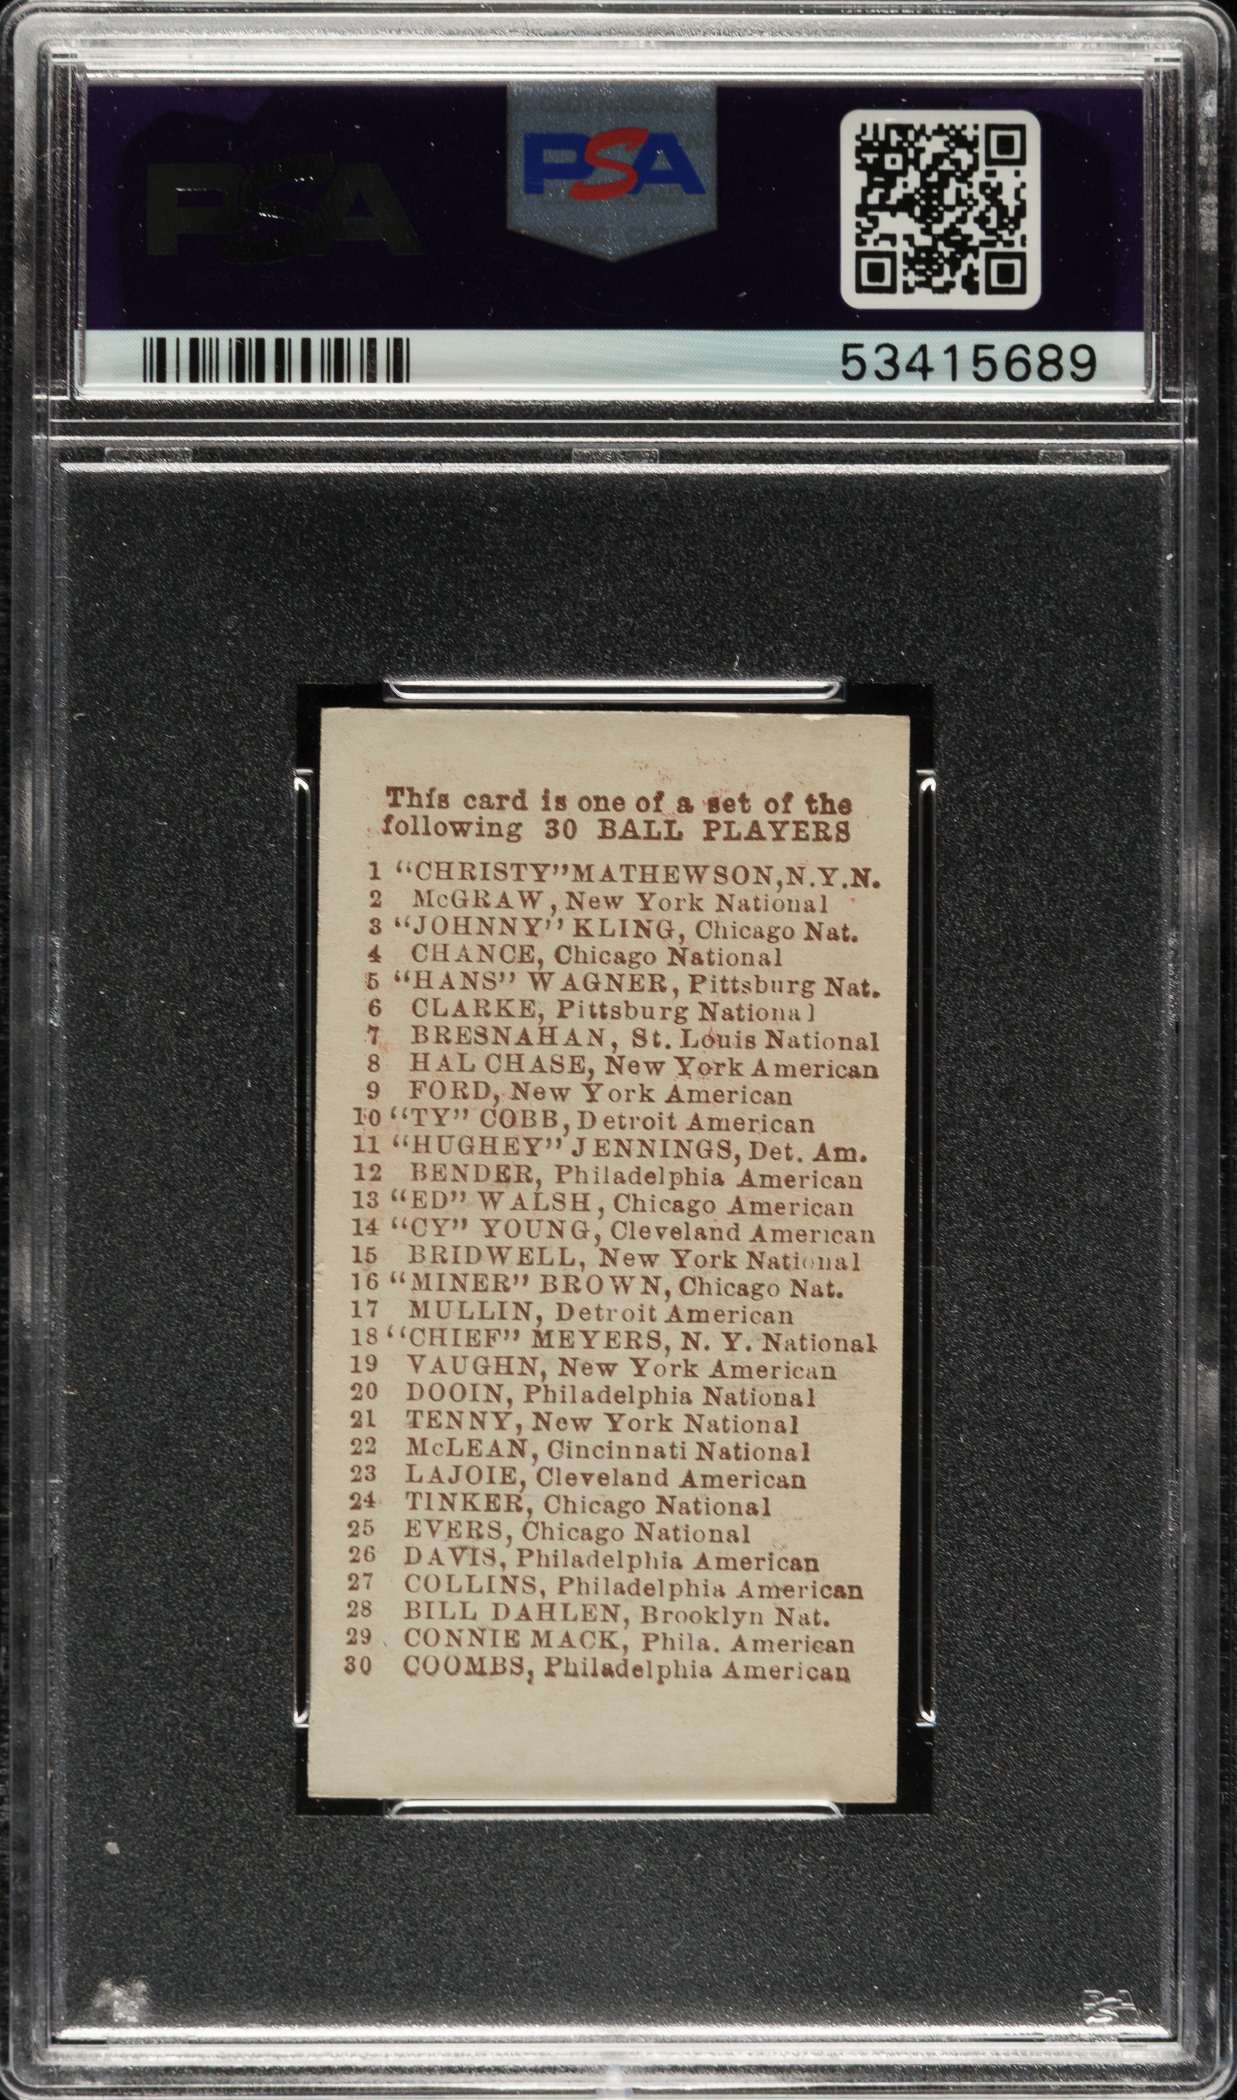 PSA
PSA
53415689
This card is one of a set of the
following 30 BALL PLAYERS
1 "CHRISTY" MATHEWSON, N.Y.N.
2 McGRAW, New York National
3 "JOHNNY" KLING, Chicago Nat.
4 CHANCE, Chicago National
5 "HANS" WAGNER, Pittsburg Nat.
6 CLARKE, Pittsburg National
7 BRESNAHAN, St. Louis National
8 HAL CHASE, New York American
9 FORD, New York American
10 "TY" COBB, Detroit American
11 "HUGHEY" JENNINGS, Det. Am.
12 BENDER, Philadelphia American
13 "ED" WALSH, Chicago American
14 "CY" YOUNG, Cleveland American
15 BRIDWELL, New York National
16 "MINER" BROWN, Chicago Nat.
17 MULLIN, Detroit American
18 "CHIEF" MEYERS, N. Y. National
19 VAUGHN, New York American
20 DOOIN, Philadelphia National
21 TENNY, New York National
22 McLEAN, Cincinnati National
23 LAJOIE, Cleveland American
24 TINKER, Chicago National
25 EVERS, Chicago National
26 DAVIS, Philadelphia American
27 COLLINS, Philadelphia American
28 BILL DAHLEN, Brooklyn Nat.
29 CONNIE MACK, Phila. American
30 COOMBS, Philadelphia American
PSA